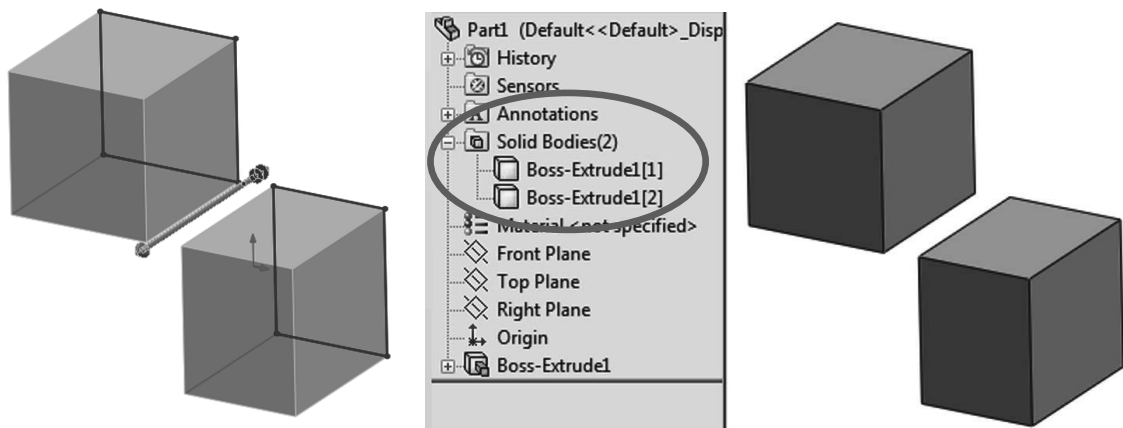 Part1 (Default<<Default>_Disp
History
Sensors
Annotations
Solid Bodies(2)
Boss-Extrude1[1]
Boss-Extrude1[2]
Material <not specified>
Front Plane
Top Plane
Right Plane
Origin
Boss-Extrude1